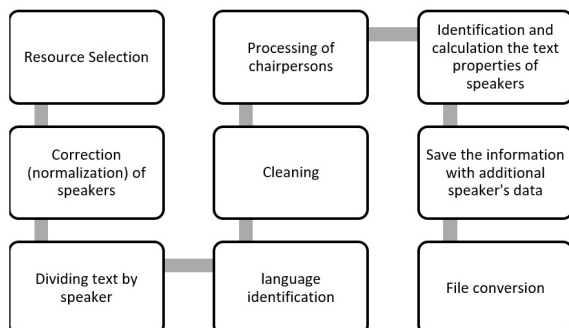 Resource Selection
Correction
(normalization) of
speakers
Dividing text by
speaker
language
identification
Cleaning
Processing of
chairpersons
Identification and
calculation the text
properties of
speakers
Save the information
with additional
speaker's data
File conversion